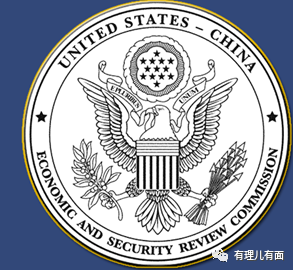 UNITED STATES - CHINA
E PLURIBUS UNUM
ECONOMIC AND SECURITY REVIEW COMMISSION
有理儿有面